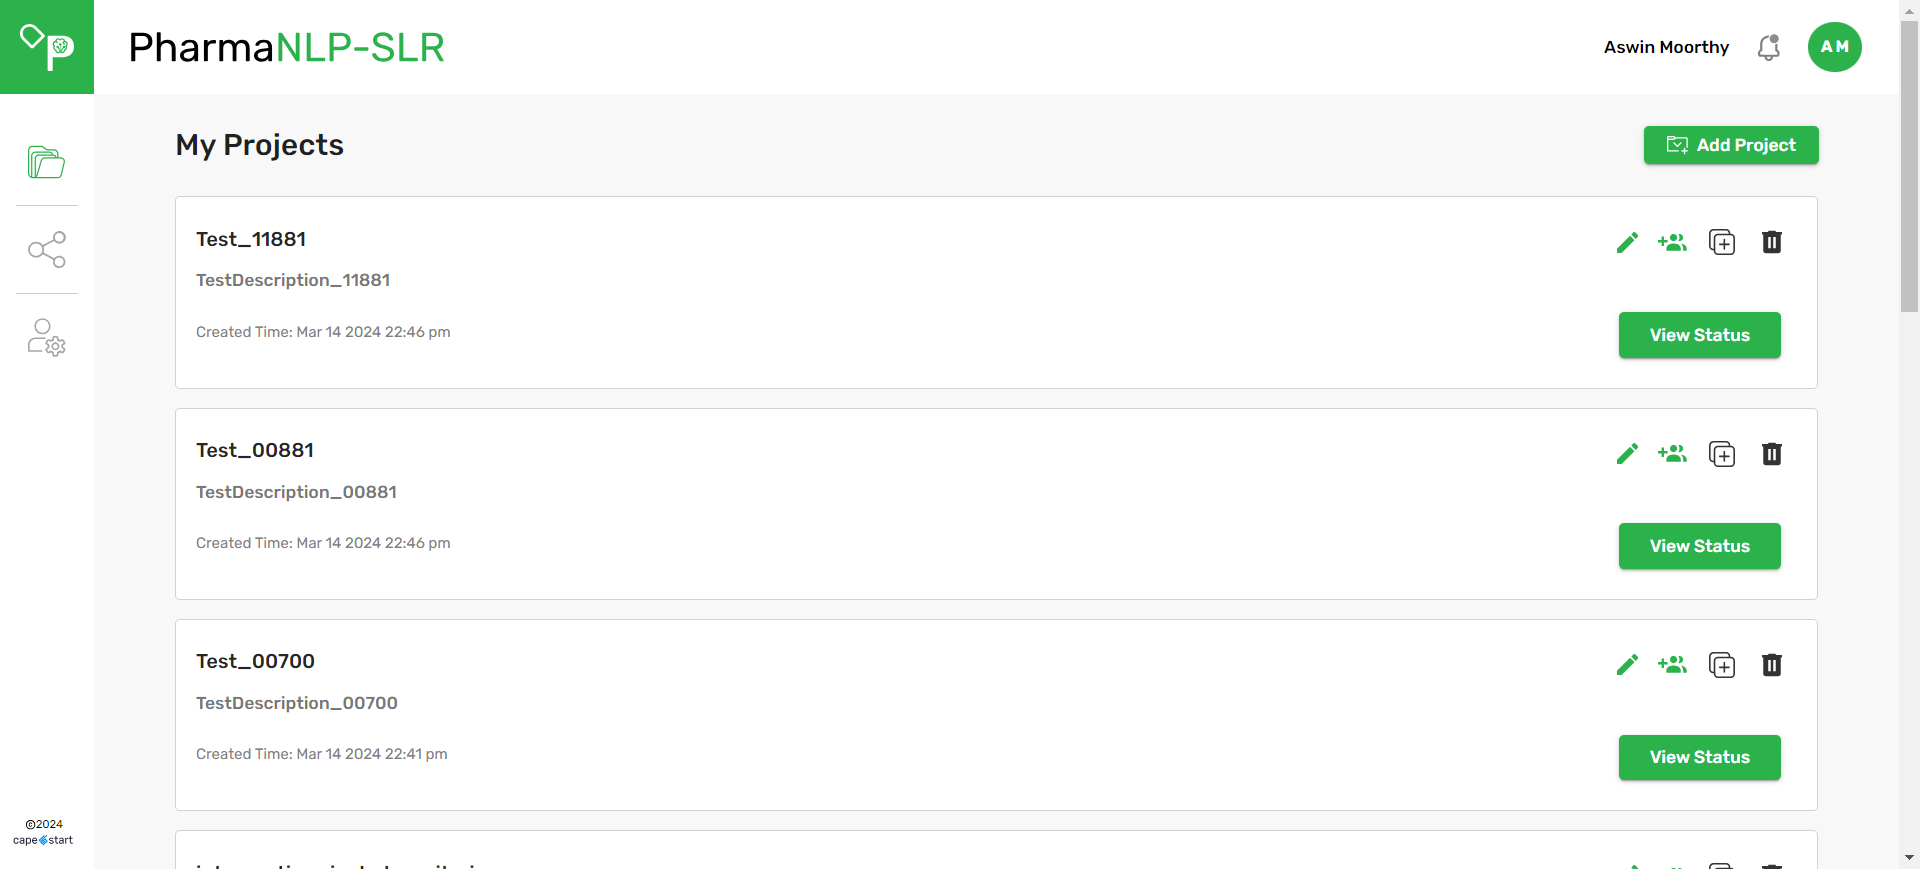 PharmaNLP-SLR
Aswin Moorthy
AM
My Projects
Add Project
Test_11881
TestDescription_11881
Created Time: Mar 14 2024 22:46 pm
View Status
Test_00881
TestDescription_00881
Created Time: Mar 14 2024 22:46 pm
View Status
Test_00700
TestDescription_00700
Created Time: Mar 14 2024 22:41 pm
View Status
©2024
capestart